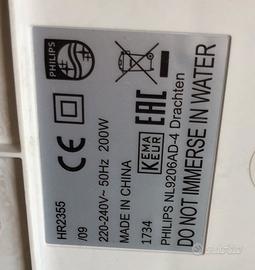 PHILIPS
CE
EAC
KEMA
KEUR
HR2355
/09
220-240V~ 50Hz 200W
MADE IN CHINA
1734
PHILIPS NL9206AD-4 Drachten
DO NOT IMMERSE IN WATER
subito